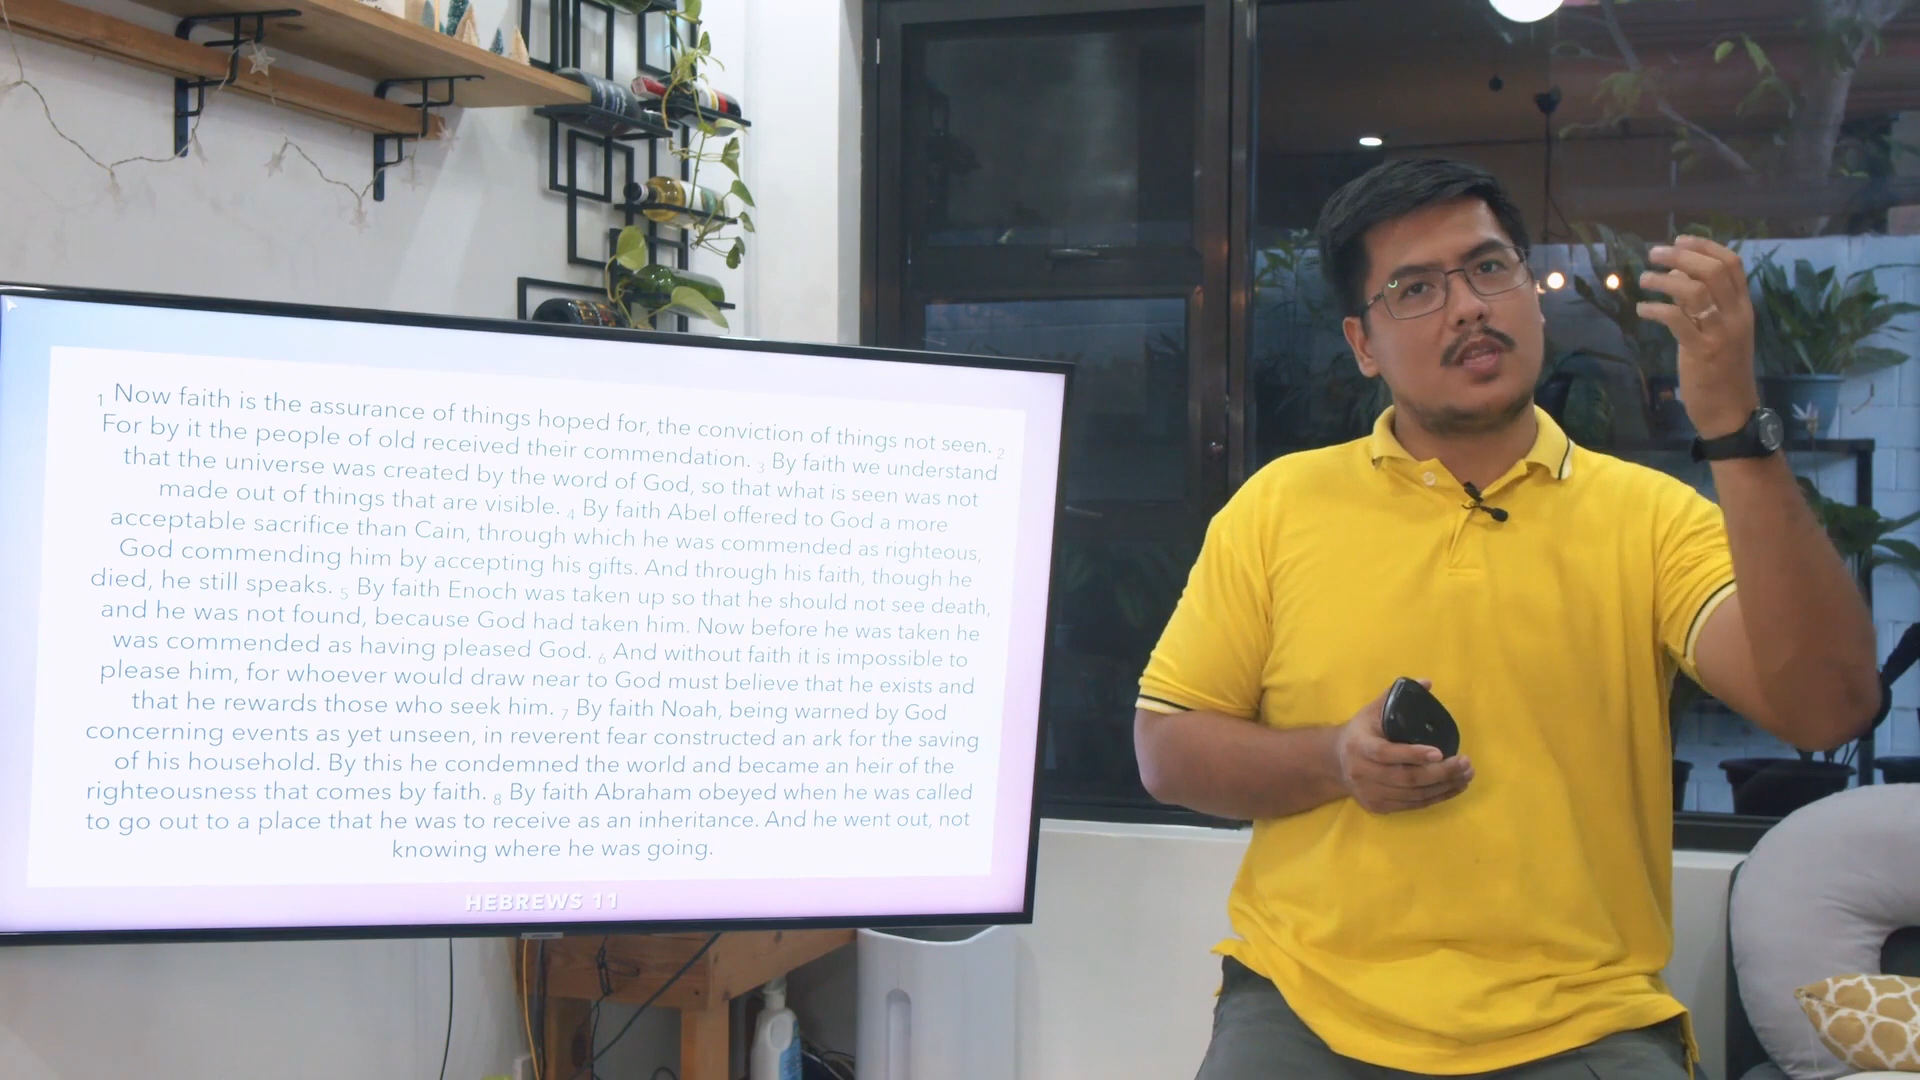 1 Now faith is the assurance of things hoped for, the conviction of things not seen. 2
For by it the people of old received their commendation. 3 By faith we understand
that the universe was created by the word of God, so that what is seen was not
made out of things that are visible. 4 By faith Abel offered to God a more
acceptable sacrifice than Cain, through which he was commended as righteous,
God commending him by accepting his gifts. And through his faith, though he
died, he still speaks. 5 By faith Enoch was taken up so that he should not see death,
and he was not found, because God had taken him. Now before he was taken he
was commended as having pleased God. 6 And without faith it is impossible to
please him, for whoever would draw near to God must believe that he exists and
that he rewards those who seek him. 7 By faith Noah, being warned by God
concerning events as yet unseen, in reverent fear constructed an ark for the saving
of his household. By this he condemned the world and became an heir of the
righteousness that comes by faith. 8 By faith Abraham obeyed when he was called
to go out to a place that he was to receive as an inheritance. And he went out, not
knowing where he was going.
HEBREWS 11